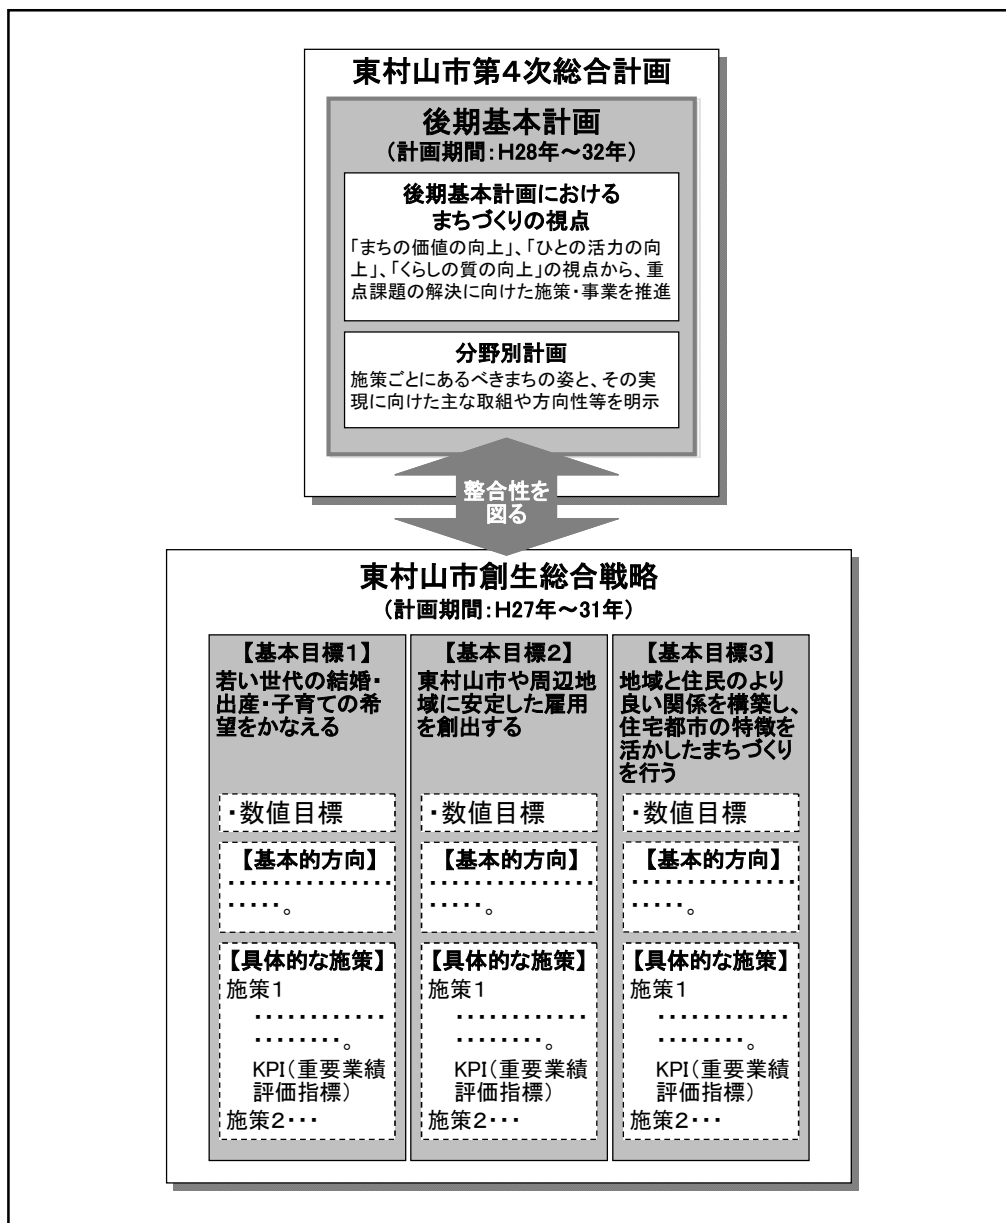 東村山市第４次総合計画
後期基本計画
（計画期間：H28年～32年）
後期基本計画における
まちづくりの視点
「まちの価値の向上」、「ひとの活力の向
上」、「くらしの質の向上」の視点から、重
点課題の解決に向けた施策・事業を推進
分野別計画
施策ごとにあるべきまちの姿と、その実
現に向けた主な取組や方向性等を明示
整合性を
図る
東村山市創生総合戦略
（計画期間：H27年～31年）
【基本目標１】
若い世代の結婚・
出産・子育ての希
望をかなえる
・数値目標
【基本的方向】
・・・・・・・・・・・・・・・・
・・・・・。
【具体的な施策】
施策１
・・・・・・・・・・・・
・・・・・・・・。
KPI（重要業績
評価指標）
施策２・・・
【基本目標２】
東村山市や周辺地
域に安定した雇用
を創出する
・数値目標
【基本的方向】
・・・・・・・・・・・・・・・・
・・・・・。
【具体的な施策】
施策１
・・・・・・・・・・・・
・・・・・・・・。
KPI（重要業績
評価指標）
施策２・・・
【基本目標３】
地域と住民のより
良い関係を構築し、
住宅都市の特徴を
活かしたまちづくり
を行う
・数値目標
【基本的方向】
・・・・・・・・・・・・・・・・
・・・・・。
【具体的な施策】
施策１
・・・・・・・・・・・・
・・・・・・・・。
KPI（重要業績
評価指標）
施策２・・・